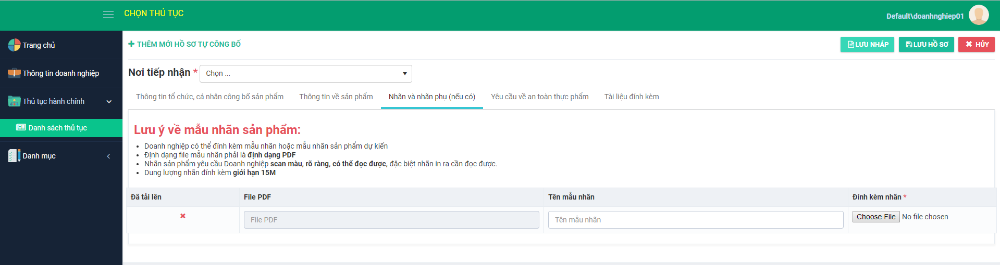 CHỌN THỦ TỤC
Default\doanhnghiep01
Trang chủ
Thông tin doanh nghiệp
Thủ tục hành chính
Danh sách thủ tục
Danh mục
THÊM MỚI HỒ SƠ TỰ CÔNG BỐ
LƯU NHÁP
LƯU HỒ SƠ
HỦY
Nơi tiếp nhận * Chọn ...
Thông tin tổ chức, cá nhân công bố sản phẩm
Thông tin về sản phẩm
Nhãn và nhãn phụ (nếu có)
Yêu cầu về an toàn thực phẩm
Tài liệu đính kèm
Lưu ý về mẫu nhãn sản phẩm:
Doanh nghiệp có thể đính kèm mẫu nhãn hoặc mẫu nhãn sản phẩm dự kiến
Định dạng file mẫu nhãn phải là định dạng PDF
Nhãn sản phẩm yêu cầu Doanh nghiệp scan màu, rõ ràng, có thể đọc được, đặc biệt nhãn in ra cần đọc được.
Dung lượng nhãn đính kèm giới hạn 15M
Đã tải lên
File PDF
Tên mẫu nhãn
Đính kèm nhãn *
File PDF
Tên mẫu nhãn
Choose File No file chosen